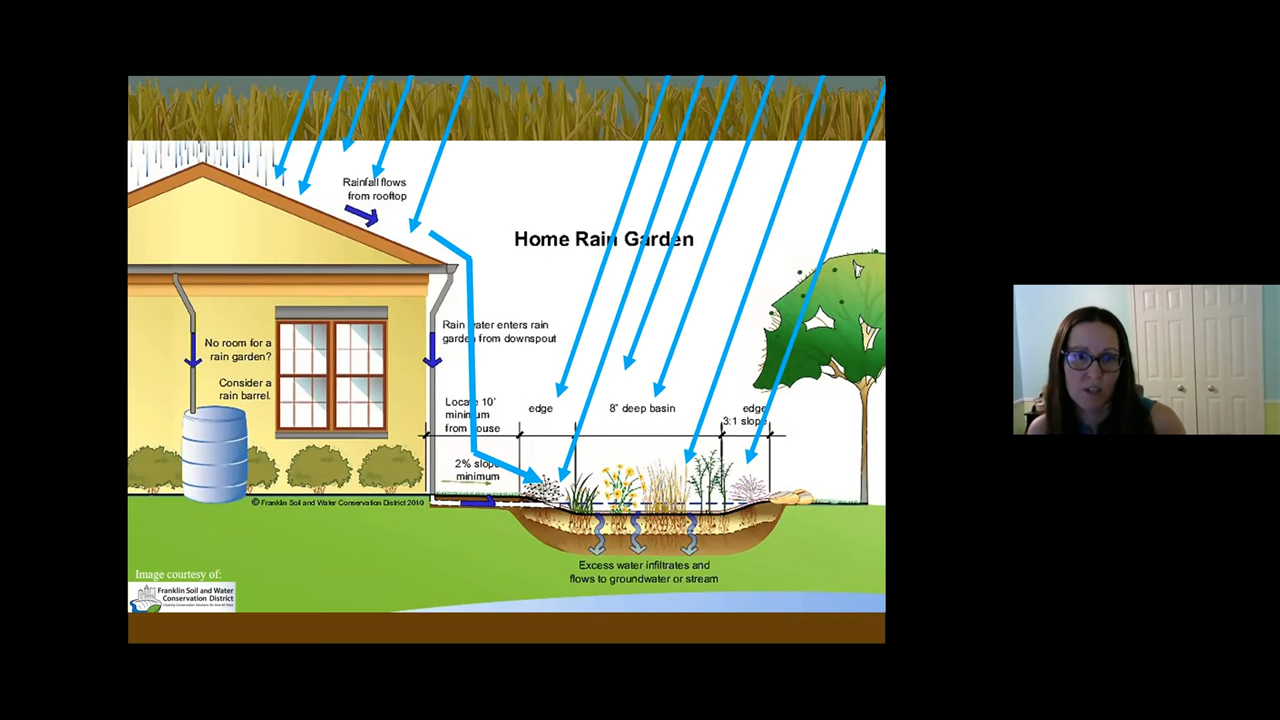 Rainfall flows
from rooftop
Home Rain Garden
Rain water enters rain
garden from downspout
No room for a
rain garden?
Consider a
rain barrel.
Locate 10'
minimum
from house
edge
8" deep basin
edge
3:1 slope
2% slope
minimum
© Franklin Soil and Water Conservation District 2010
Excess water infiltrates and
flows to groundwater or stream
Image courtesy of:
Franklin Soil and Water
Conservation District